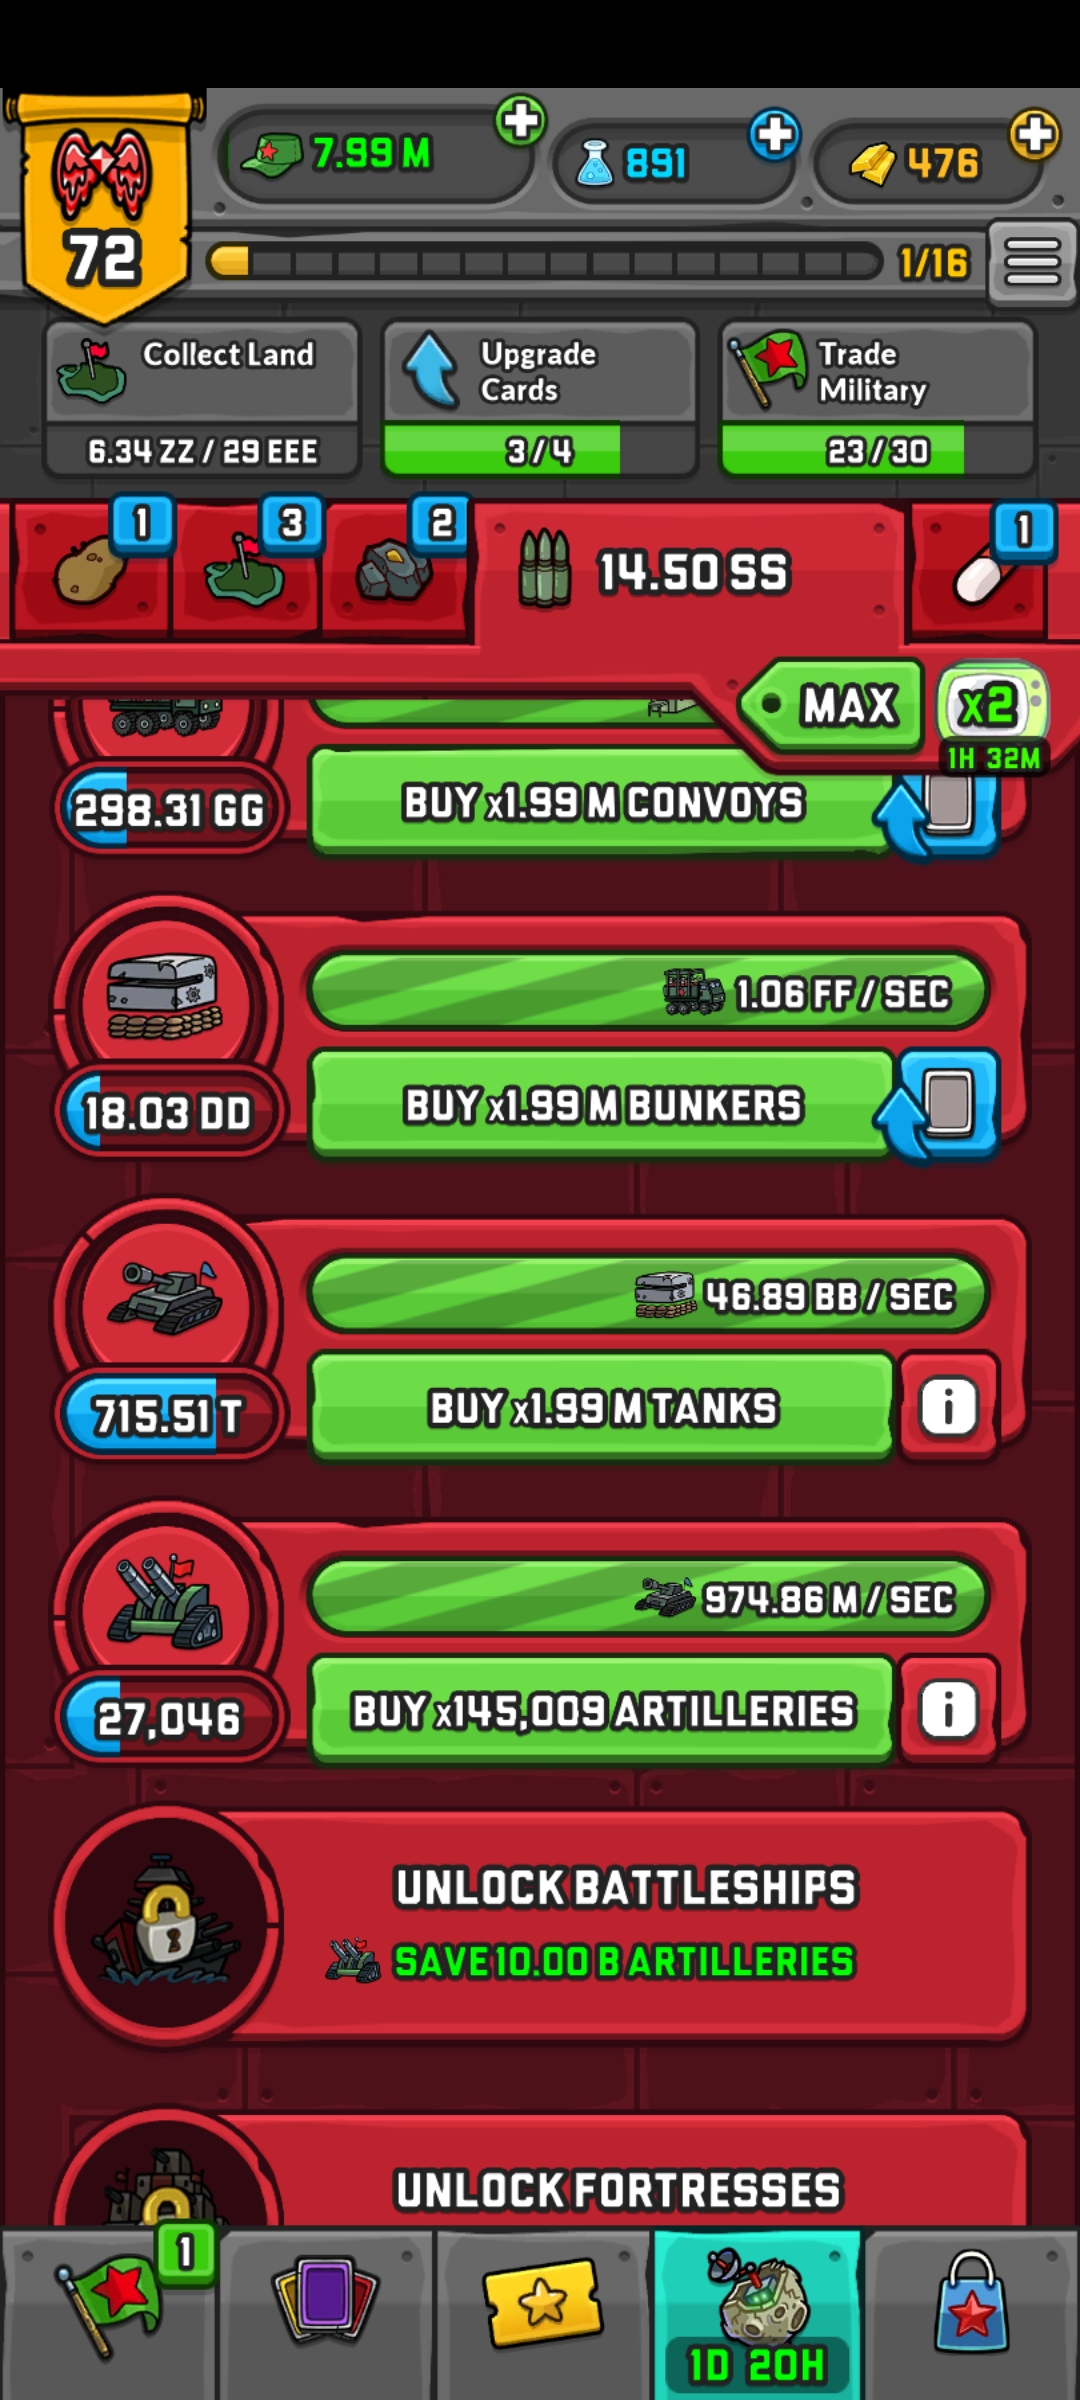 7.99 M
891
476
72
1/16
Collect Land
6.34 ZZ / 29 EEE
Upgrade
Cards
3/4
Trade
Military
23/30
1
3
2
14.50 SS
1
MAX
x2
1H 32M
298.31 GG
BUY x1.99 M CONVOYS
1.06 FF / SEC
18.03 DD
BUY x1.99 M BUNKERS
46.89 BB / SEC
715.51 T
BUY x1.99 M TANKS
i
974.86 M / SEC
27,046
BUY x145,009 ARTILLERIES
i
UNLOCK BATTLESHIPS
SAVE 10.00 B ARTILLERIES
UNLOCK FORTRESSES
1
1D 20H